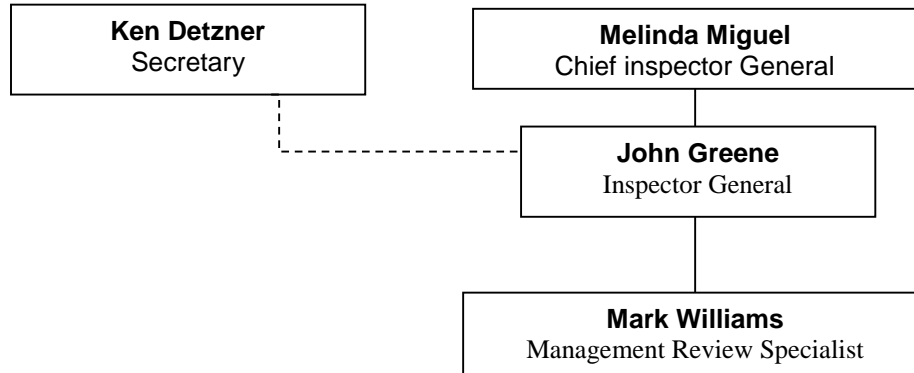 Ken Detzner
Secretary
Melinda Miguel
Chief inspector General
John Greene
Inspector General
Mark Williams
Management Review Specialist